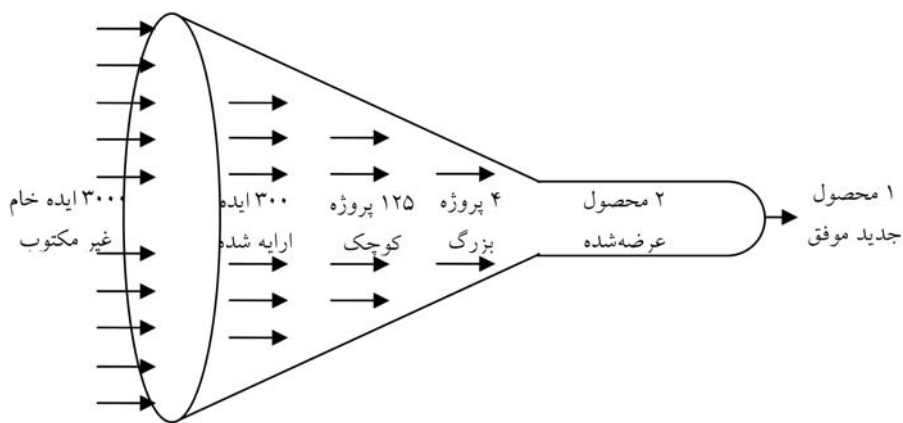 ۳۰۰۰ ایده خام
غیر مکتوب
۳۰۰ ایده
ارایه شده
۱۲۵ پروژه
کوچک
۴ پروژه
بزرگ
۲ محصول
عرضه‌شده
۱ محصول
جدید موفق